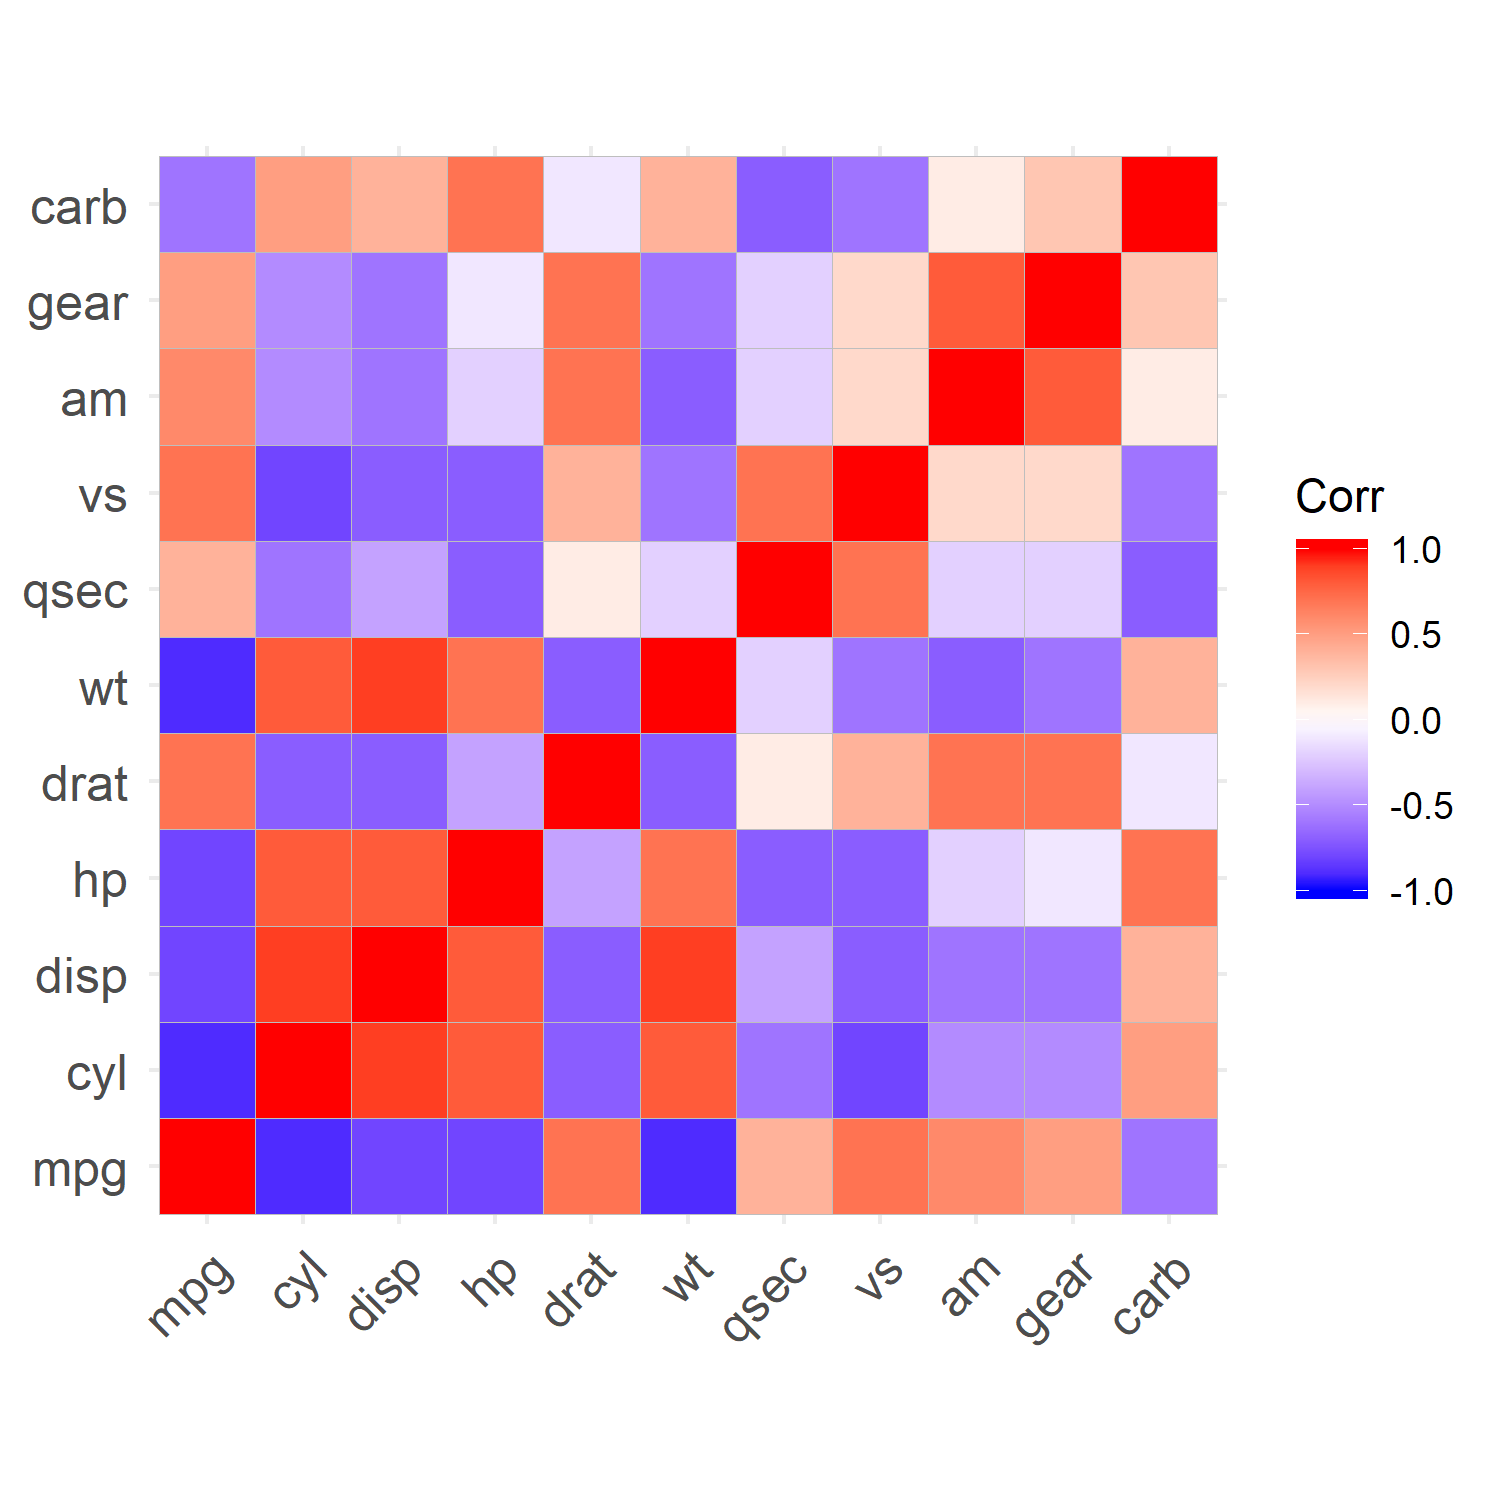 carb
gear
am
vs
qsec
wt
drat
hp
disp
cyl
mpg
mpg
cyl
disp
hp
drat
wt
qsec
vs
am
gear
carb
Corr
1.0
0.5
0.0
-0.5
-1.0